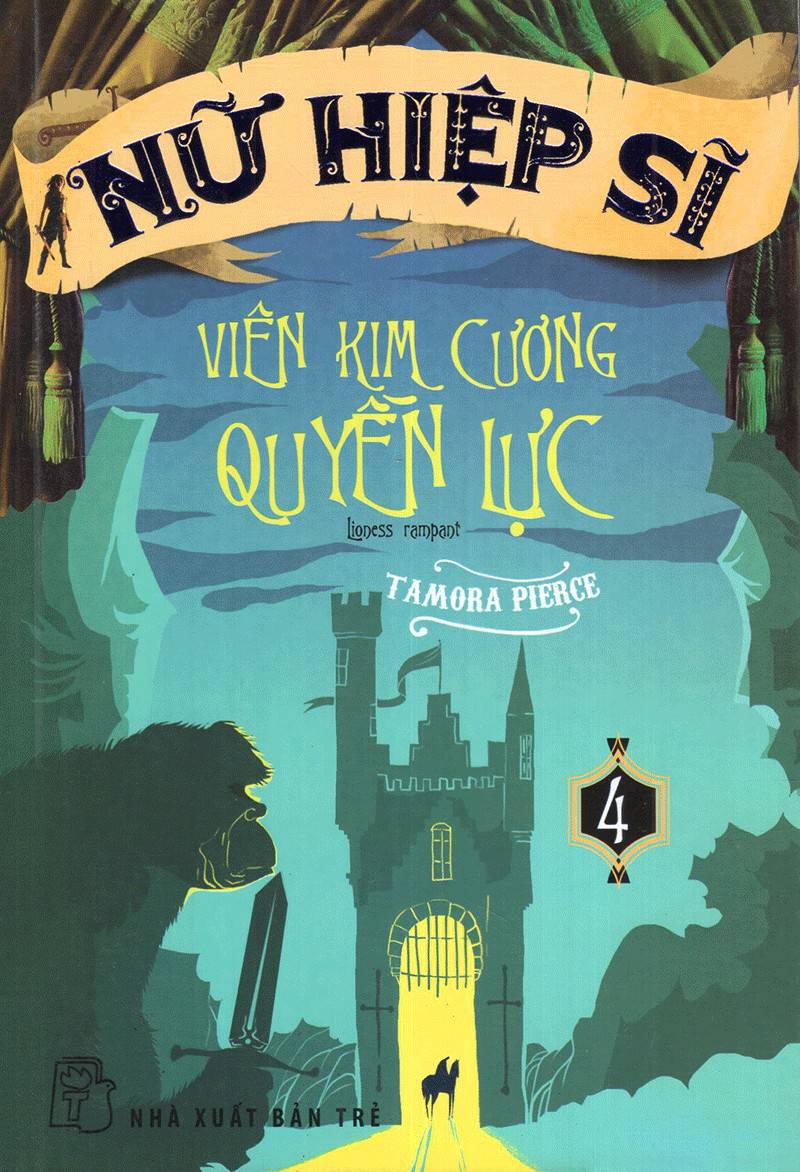 NỮ HIỆP SĨ
VIÊN KIM CƯƠNG
QUYỀN LỰC
Lioness rampant
TAMORA PIERCE
4
T
NHÀ XUẤT BẢN TRẺ